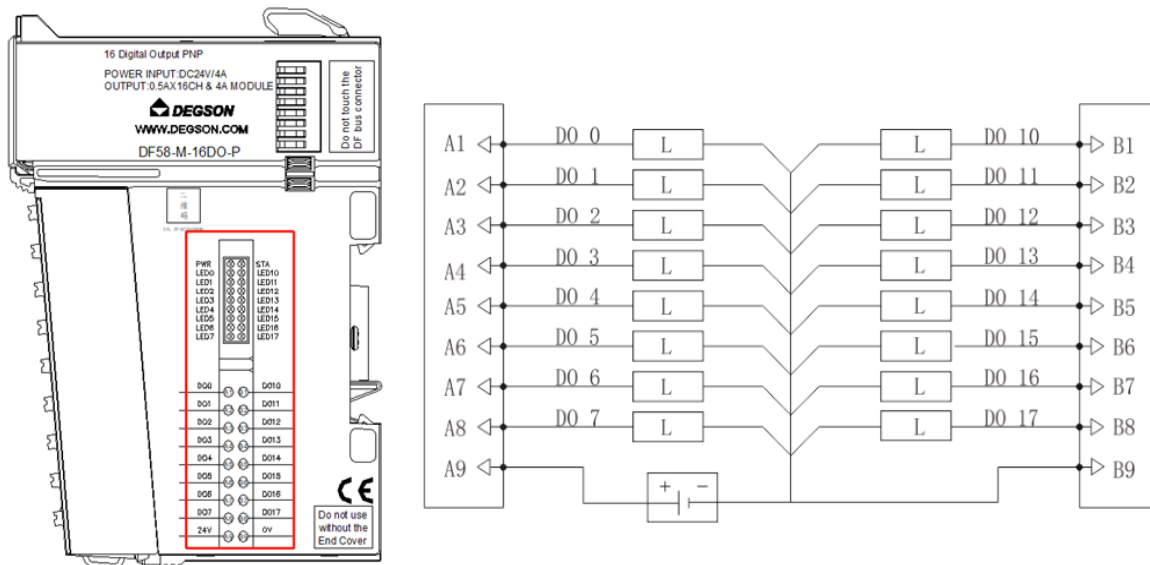 16 Digital Output PNP
POWER INPUT:DC24V/4A
OUTPUT:0.5AX16CH & 4A MODULE
DEGSON
WWW.DEGSON.COM
DF58-M-16DO-P
Do not touch the
DF bus connector
二
维
码
PWR STA
LED0 LED10
LED1 LED11
LED2 LED12
LED3 LED13
LED4 LED14
LED5 LED15
LED6 LED16
LED7 LED17
DO0 DO10
DO1 DO11
DO2 DO12
DO3 DO13
DO4 DO14
DO5 DO15
DO6 DO16
DO7 DO17
24V 0V
CE
Do not use
without the
End Cover
A1 DO 0 L L DO 10 B1
A2 DO 1 L L DO 11 B2
A3 DO 2 L L DO 12 B3
A4 DO 3 L L DO 13 B4
A5 DO 4 L L DO 14 B5
A6 DO 5 L L DO 15 B6
A7 DO 6 L L DO 16 B7
A8 DO 7 L L DO 17 B8
A9 + − B9